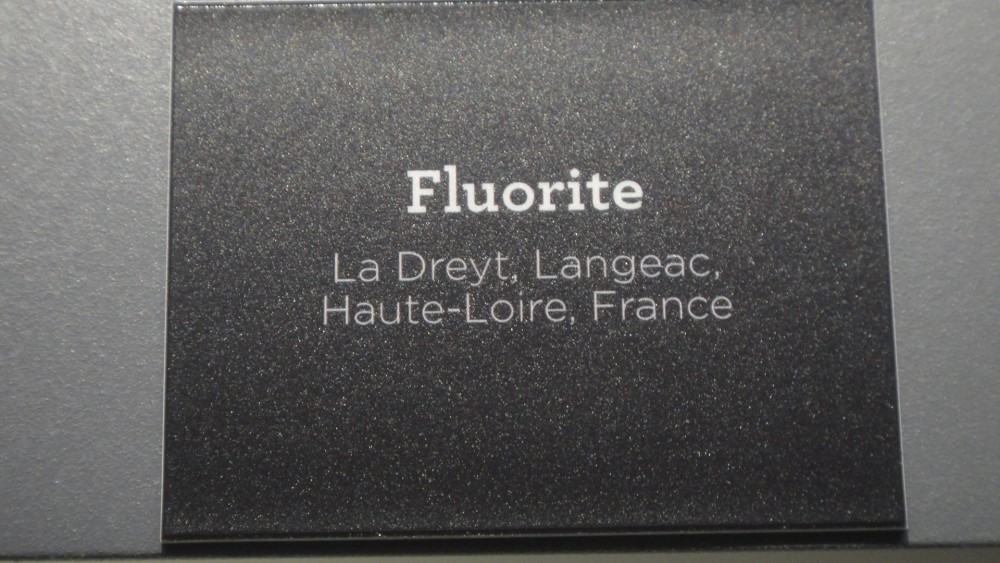 Fluorite
La Dreyt, Langeac,
Haute-Loire, France